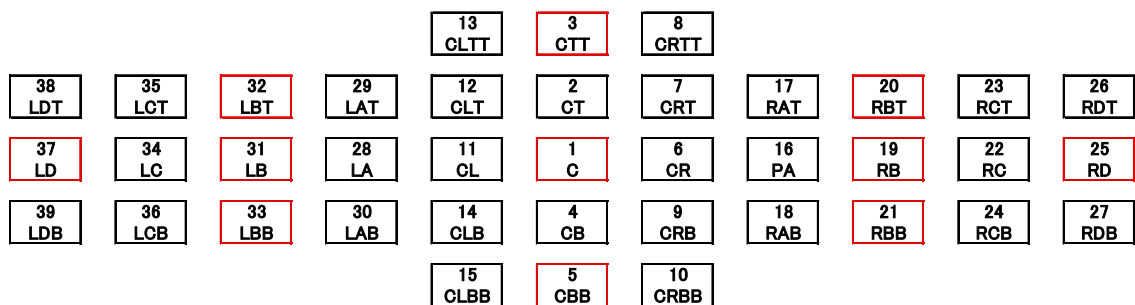 13 3 8
CLTT CTT CRTT
38 35 32 29 12 2 7 17 20 23 26
LDT LCT LBT LAT CLT CT CRT RAT RBT RCT RDT
37 34 31 28 11 1 6 16 19 22 25
LD LC LB LA CL C CR PA RB RC RD
39 36 33 30 14 4 9 18 21 24 27
LDB LCB LBB LAB CLB CB CRB RAB RBB RCB RDB
15 5 10
CLBB CBB CRBB